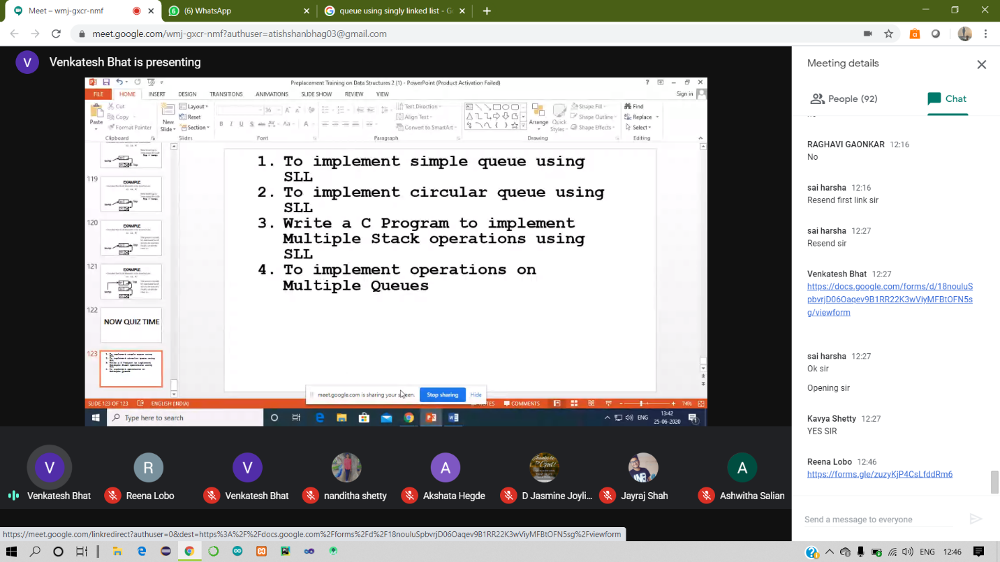 Meet – wmj-gxcr-nmf
(6) WhatsApp
queue using singly linked list - G
meet.google.com/wmj-gxcr-nmf?authuser=atishshanbhag03@gmail.com
V
Venkatesh Bhat is presenting
Preplacement Training on Data Structures 2 (1) - PowerPoint (Product Activation Failed)
FILE HOME INSERT DESIGN TRANSITIONS ANIMATIONS SLIDE SHOW REVIEW VIEW
Sign in
Paste
Cut
Copy
Format Painter
Clipboard
New Slide
Layout
Reset
Section
Slides
36
Font
Text Direction
Align Text
Convert to SmartArt
Paragraph
Arrange
Quick Styles
Shape Fill
Shape Outline
Shape Effects
Drawing
Find
Replace
Select
Editing
119
EXAMPLE
120
EXAMPLE
121
EXAMPLE
122
NOW QUIZ TIME
123
1. To implement simple queue using
SLL
2. To implement circular queue using
SLL
3. Write a C Program to implement
Multiple Stack operations using
SLL
4. To implement operations on
Multiple Queues
meet.google.com is sharing your screen.
Stop sharing
Hide
SLIDE 123 OF 123
ENGLISH (INDIA)
COMMENTS
74%
Type here to search
ENG
13:42
25-06-2020
V
R
V
A
A
Venkatesh Bhat
Reena Lobo
Venkatesh Bhat
nanditha shetty
Akshata Hegde
D Jasmine Joyli...
Jayraj Shah
Ashwitha Salian
Meeting details
People (92)
Chat
RAGHAVI GAONKAR 12:16
No
sai harsha 12:16
Resend first link sir
sai harsha 12:27
Resend sir
Venkatesh Bhat 12:27
https://docs.google.com/forms/d/18nouluS
pbvrjD06Oaqev9B1RR22K3wViyMFBtOFN5s
g/viewform
sai harsha 12:27
Ok sir
Opening sir
Kavya Shetty 12:27
YES SIR
Reena Lobo 12:46
https://forms.gle/zuzyKjP4CsLfddRm6
Send a message to everyone
https://meet.google.com/linkredirect?authuser=0&dest=https%3A%2F%2Fdocs.google.com%2Fforms%2Fd%2F18nouluSpbvrjD06Oaqev9B1RR22K3wViyMFBtOFN5sg%2Fviewform
ENG
12:46